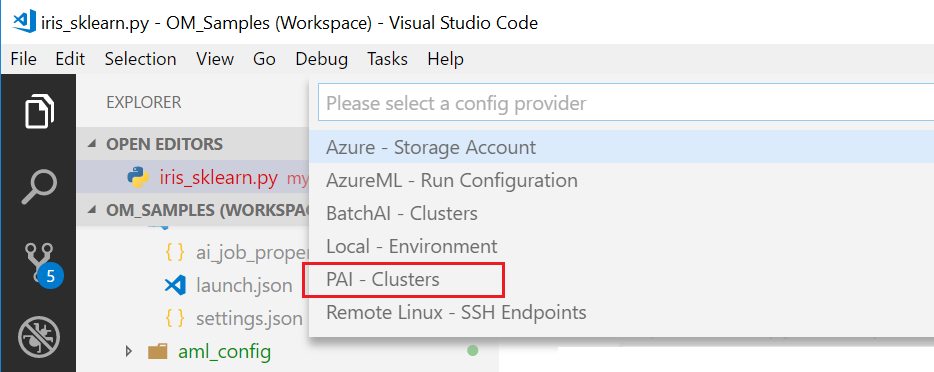 iris_sklearn.py - OM_Samples (Workspace) - Visual Studio Code
File Edit Selection View Go Debug Tasks Help
EXPLORER
Please select a config provider
OPEN EDITORS
Azure - Storage Account
iris_sklearn.py my
AzureML - Run Configuration
OM_SAMPLES (WORKSPAC
BatchAI - Clusters
ai_job_prope
Local - Environment
launch.json
PAI - Clusters
settings.json
Remote Linux - SSH Endpoints
aml_config
5